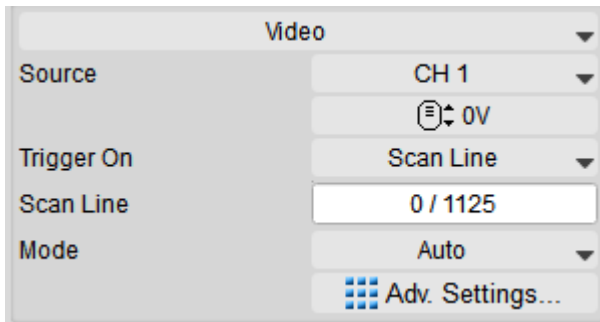 Video
Source CH 1
0V
Trigger On Scan Line
Scan Line 0 / 1125
Mode Auto
Adv. Settings...